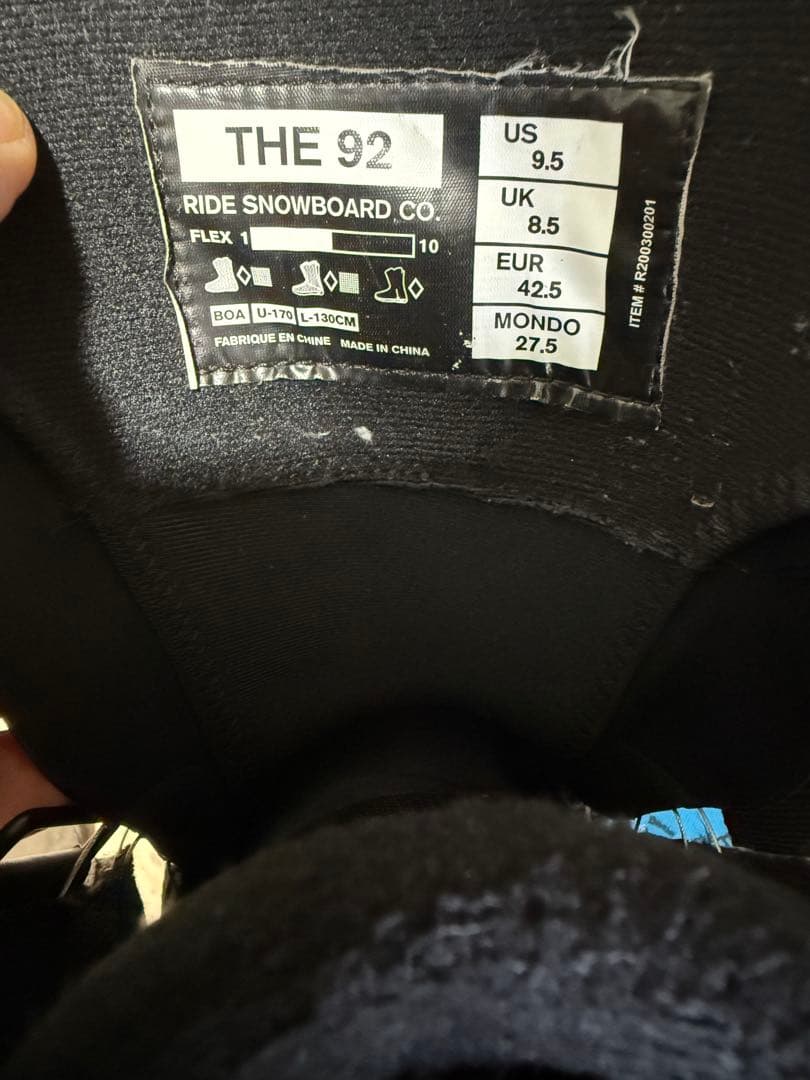 THE 92
RIDE SNOWBOARD CO.
FLEX 1 10
BOA U-170 L-130CM
FABRIQUE EN CHINE MADE IN CHINA
US
9.5
UK
8.5
EUR
42.5
MONDO
27.5
ITEM # R200300201